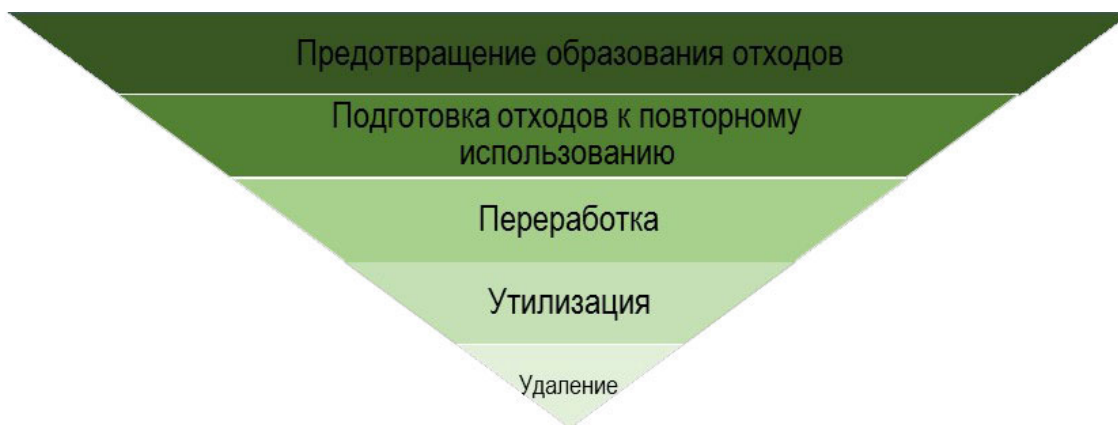 Предотвращение образования отходов
Подготовка отходов к повторному
использованию
Переработка
Утилизация
Удаление